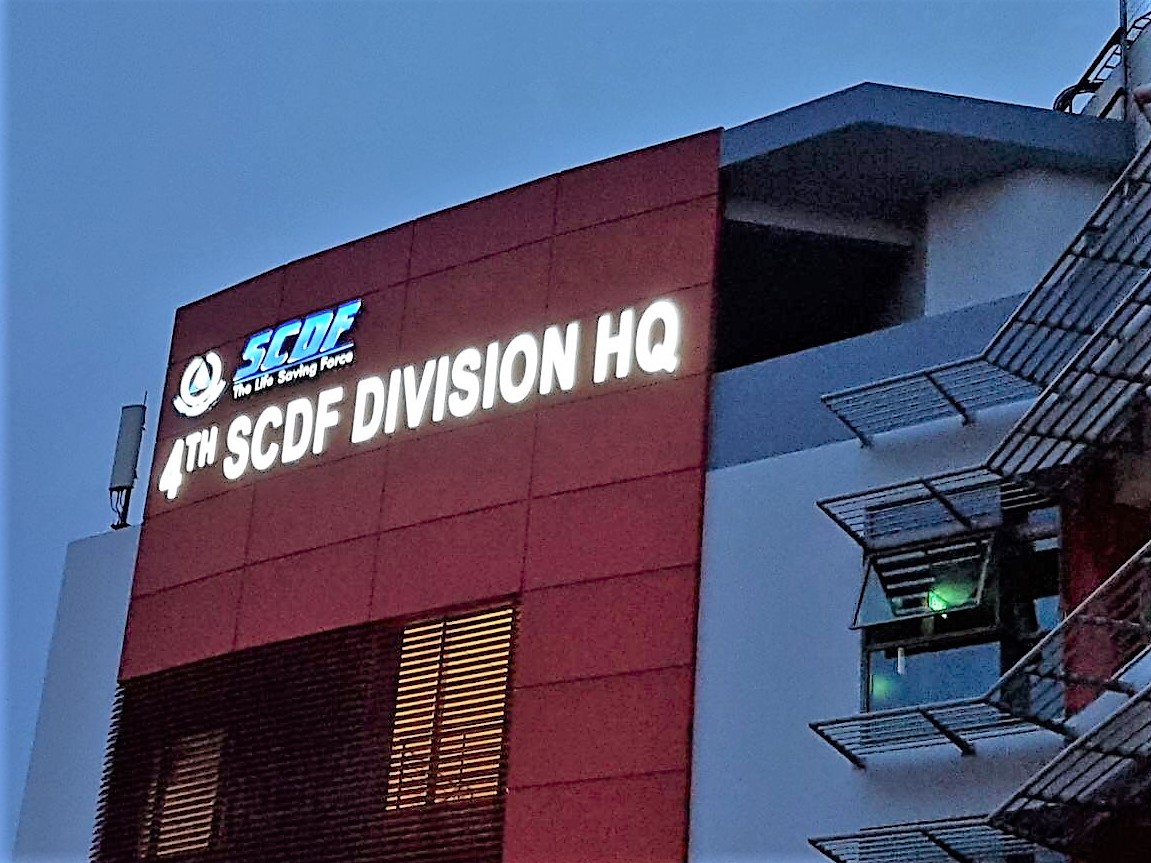 SCDF
The Life Saving Force
4TH SCDF DIVISION HQ